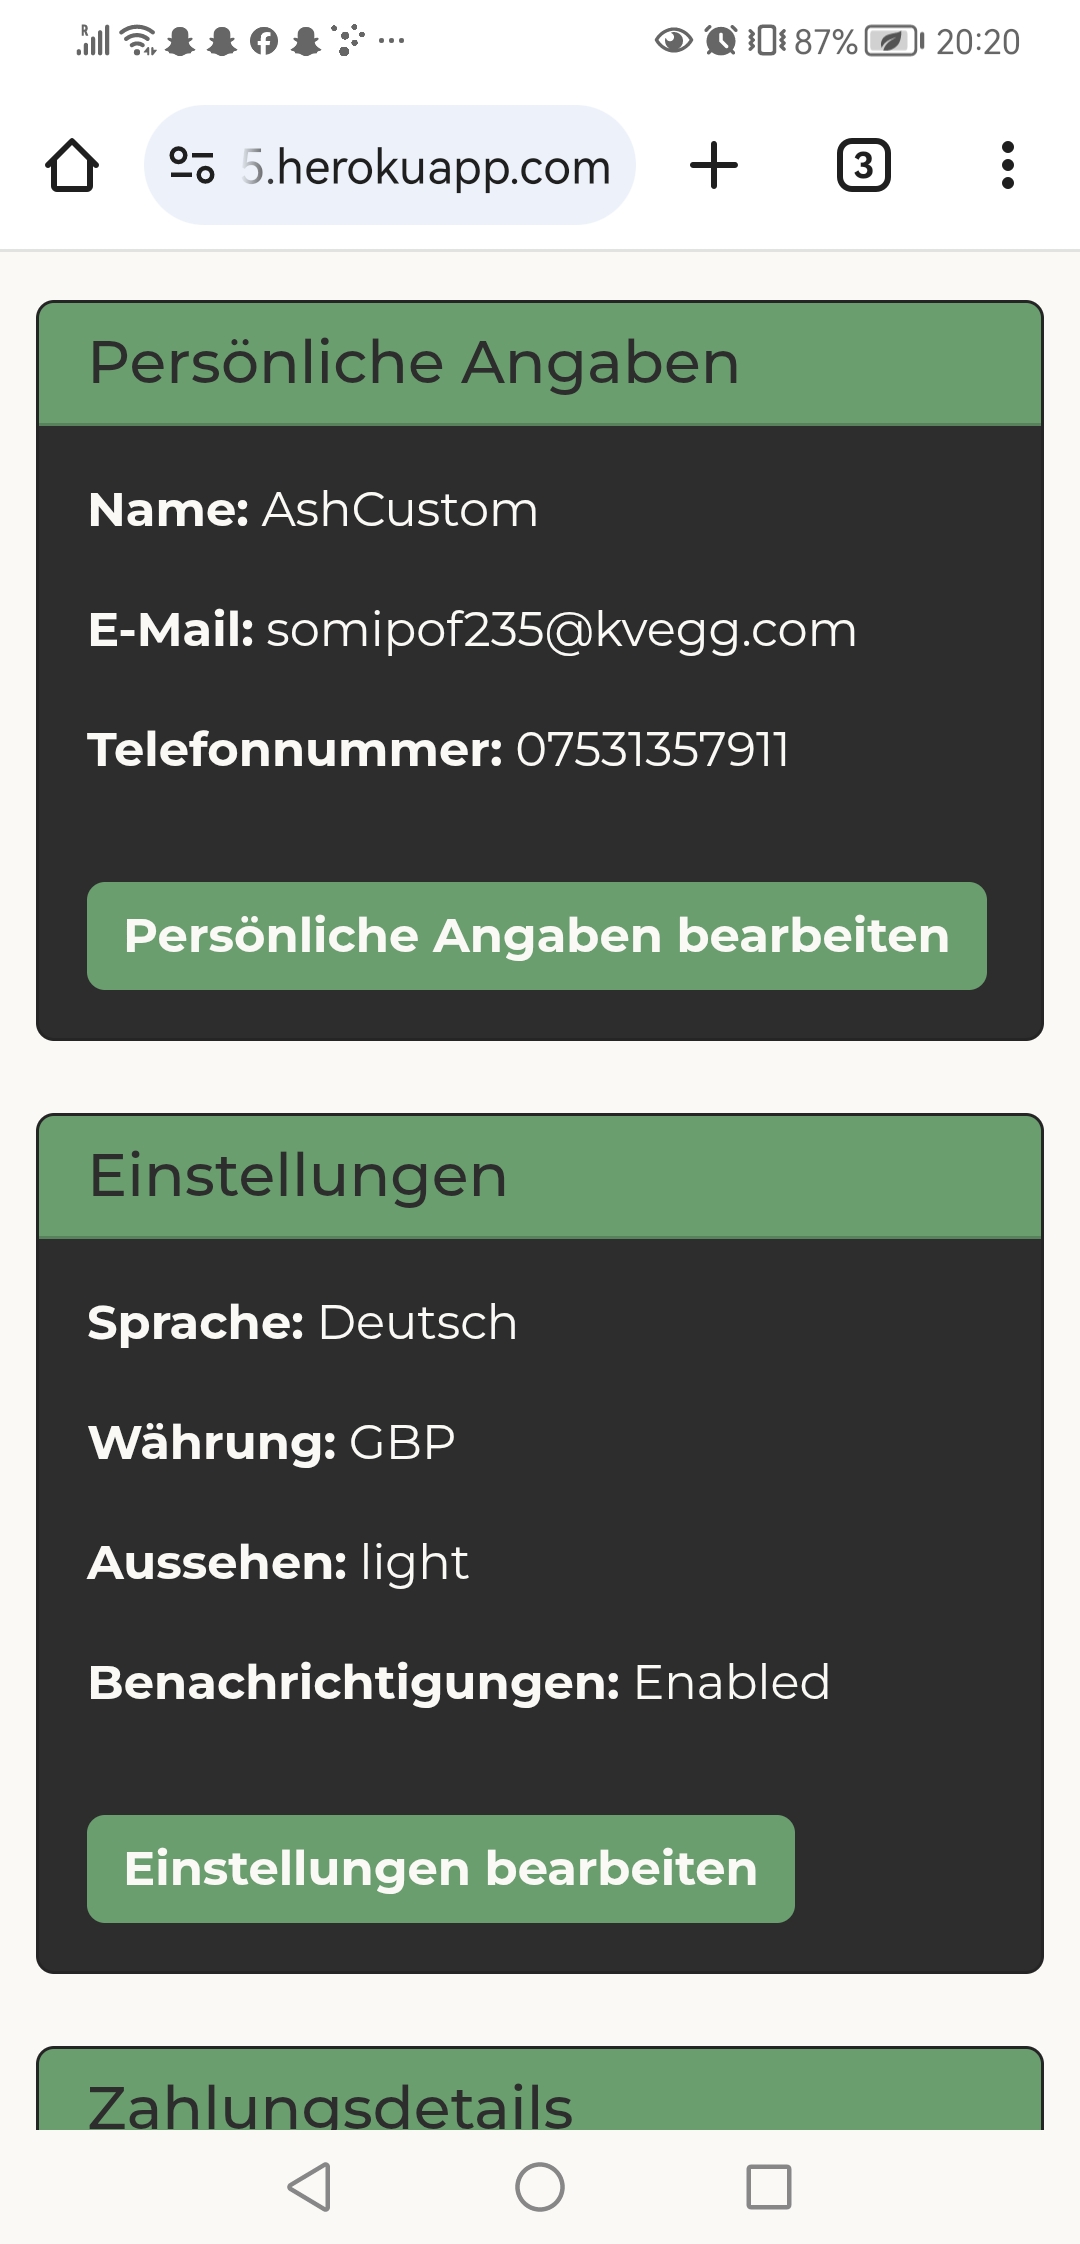 87% 20:20
5.herokuapp.com 3
Persönliche Angaben
Name: AshCustom
E-Mail: somipof235@kvegg.com
Telefonnummer: 07531357911
Persönliche Angaben bearbeiten
Einstellungen
Sprache: Deutsch
Währung: GBP
Aussehen: light
Benachrichtigungen: Enabled
Einstellungen bearbeiten
Zahlungsdetails